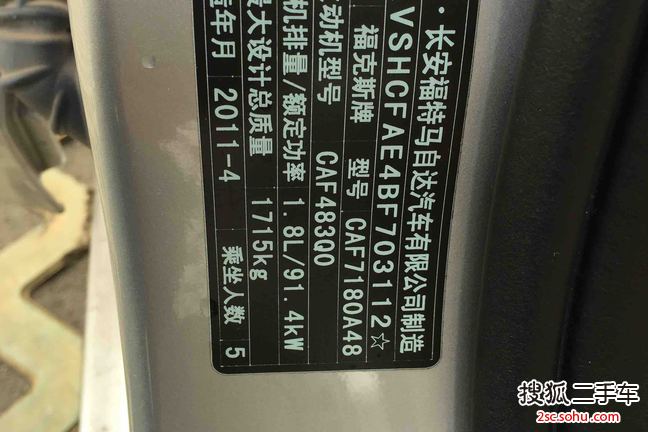 ·长安福特马自达汽车有限公司制造
VSHCFAE4BF703112☆
福克斯牌 型号 CAF7180A48
动机型号 CAF483Q0
机排量/额定功率 1.8L/91.4kW
最大设计总质量 1715kg
年月 2011-4 乘坐人数 5
搜狐二手车
2sc.sohu.com